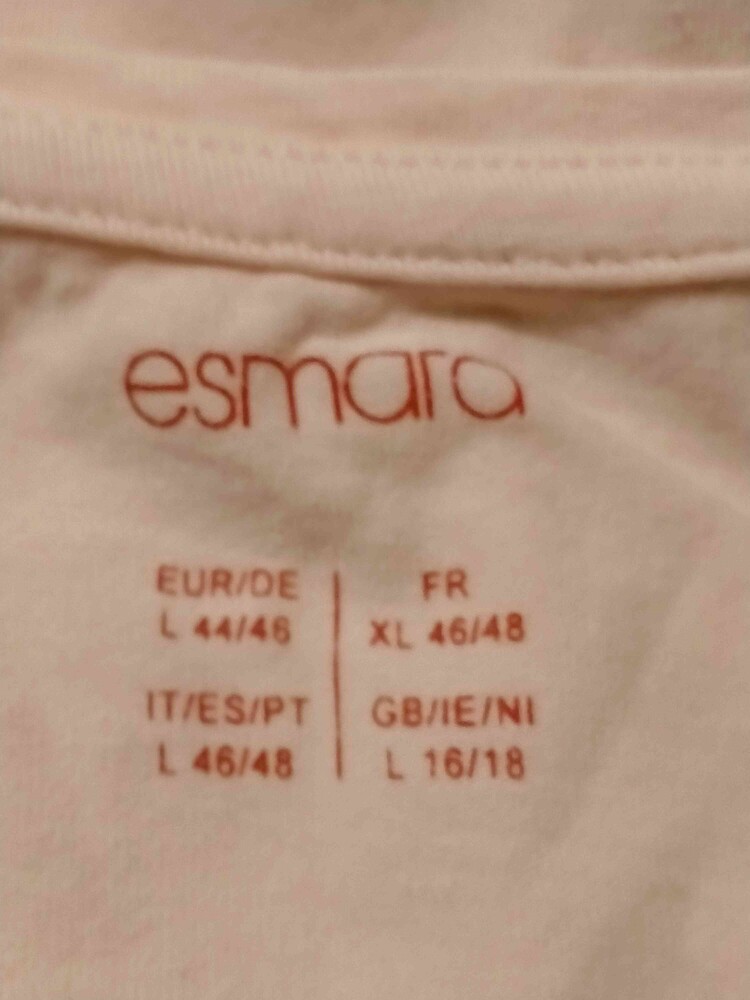 esmara
EUR/DE
L 44/46
FR
XL 46/48
IT/ES/PT
L 46/48
GB/IE/NI
L 16/18